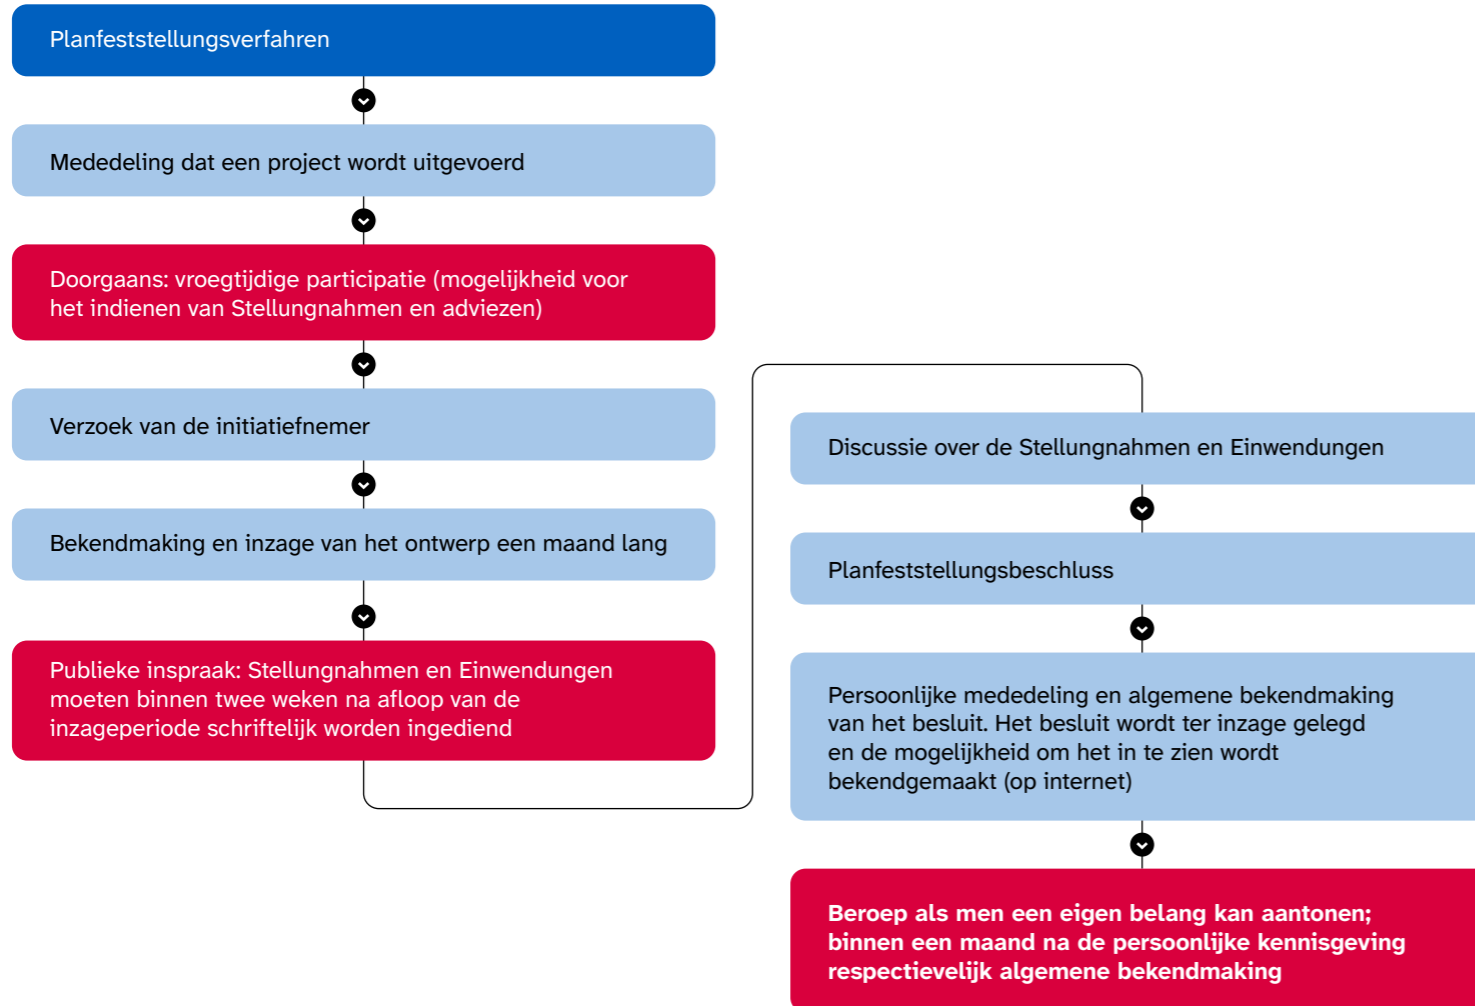 Planfeststellungsverfahren
Mededeling dat een project wordt uitgevoerd
Doorgaans: vroegtijdige participatie (mogelijkheid voor
het indienen van Stellungnahmen en adviezen)
Verzoek van de initiatiefnemer
Bekendmaking en inzage van het ontwerp een maand lang
Publieke inspraak: Stellungnahmen en Einwendungen
moeten binnen twee weken na afloop van de
inzageperiode schriftelijk worden ingediend
Discussie over de Stellungnahmen en Einwendungen
Planfeststellungsbeschluss
Persoonlijke mededeling en algemene bekendmaking
van het besluit. Het besluit wordt ter inzage gelegd
en de mogelijkheid om het in te zien wordt
bekendgemaakt (op internet)
Beroep als men een eigen belang kan aantonen;
binnen een maand na de persoonlijke kennisgeving
respectievelijk algemene bekendmaking